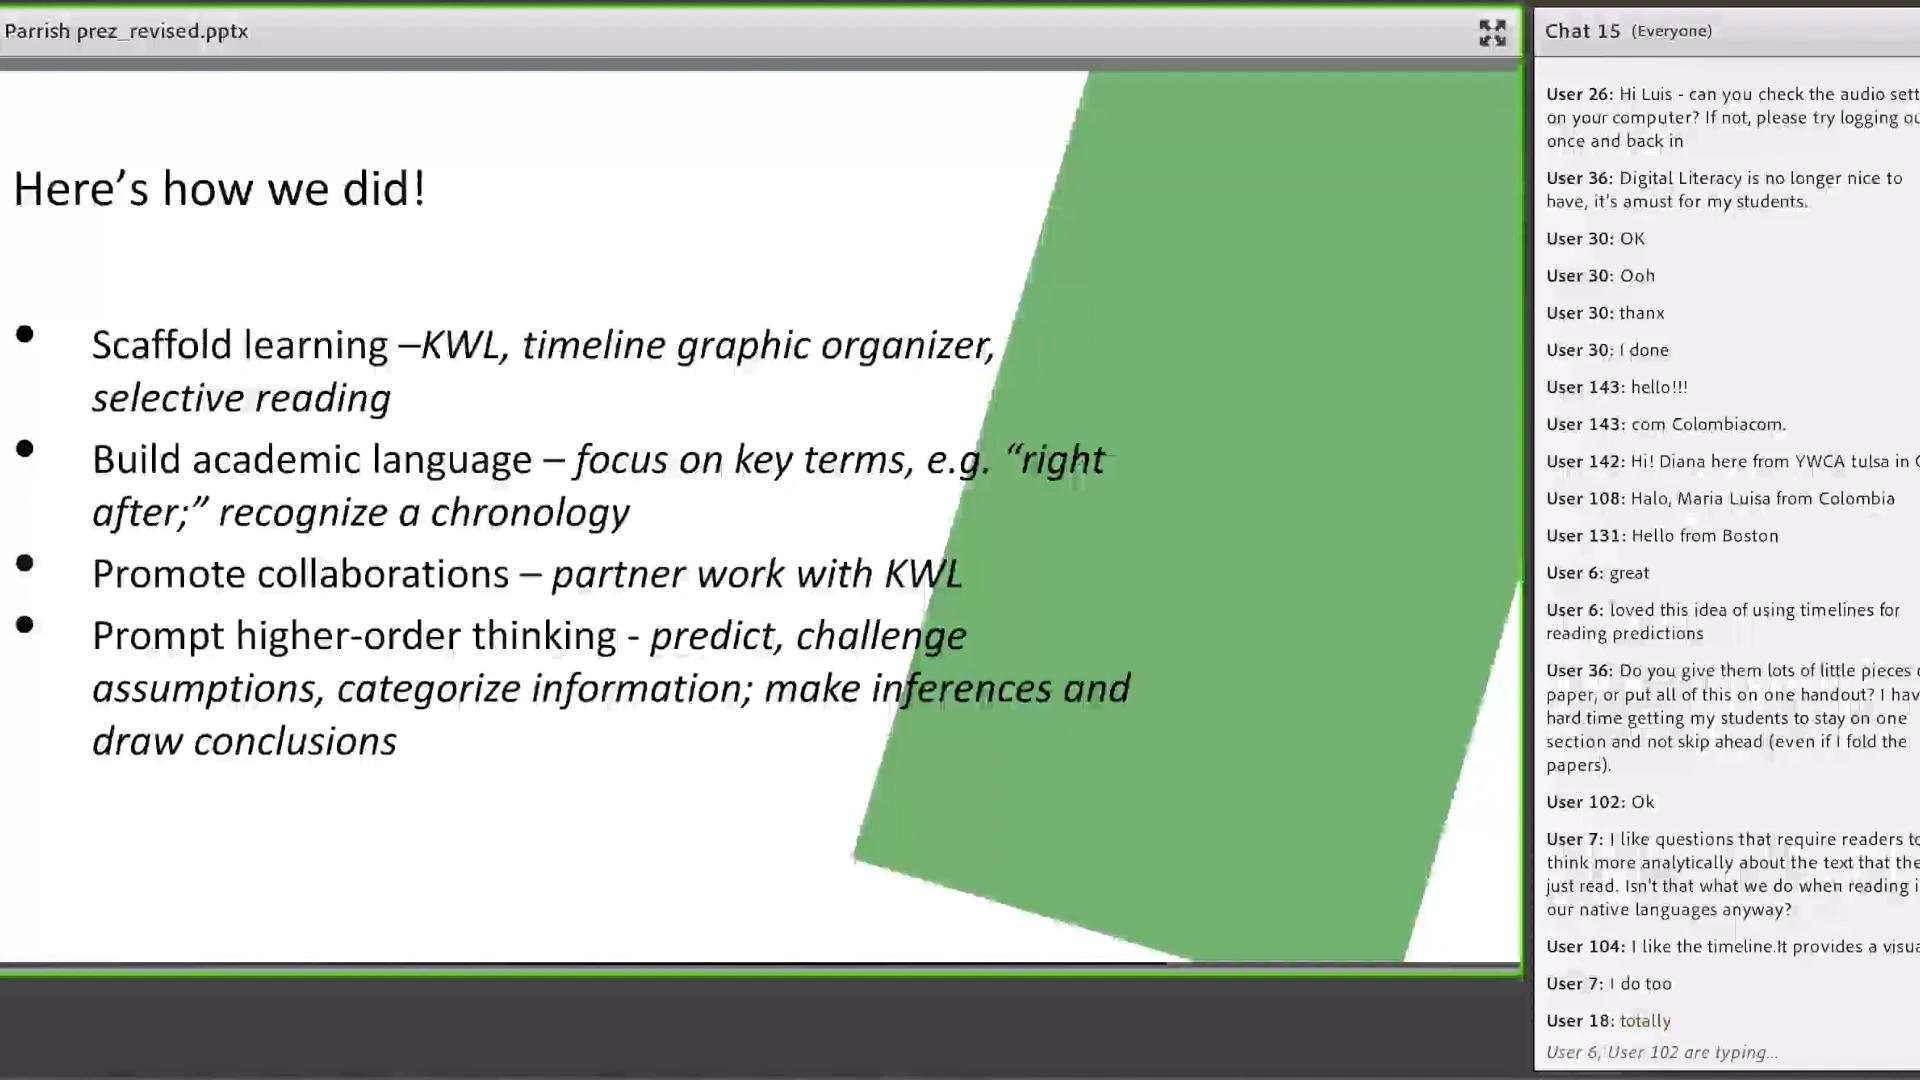 Parrish prez_revised.pptx
Here’s how we did!
• Scaffold learning –KWL, timeline graphic organizer,
selective reading
• Build academic language – focus on key terms, e.g. “right
after;” recognize a chronology
• Promote collaborations – partner work with KWL
• Prompt higher-order thinking - predict, challenge
assumptions, categorize information; make inferences and
draw conclusions
Chat 15 (Everyone)
User 26: Hi Luis - can you check the audio sett
on your computer? If not, please try logging ou
once and back in
User 36: Digital Literacy is no longer nice to
have, it's amust for my students.
User 30: OK
User 30: Ooh
User 30: thanx
User 30: I done
User 143: hello!!!
User 143: com Colombiacom.
User 142: Hi! Diana here from YWCA tulsa in
User 108: Halo, Maria Luisa from Colombia
User 131: Hello from Boston
User 6: great
User 6: loved this idea of using timelines for
reading predictions
User 36: Do you give them lots of little pieces
paper, or put all of this on one handout? I hav
hard time getting my students to stay on one
section and not skip ahead (even if I fold the
papers).
User 102: Ok
User 7: I like questions that require readers to
think more analytically about the text that the
just read. Isn't that what we do when reading i
our native languages anyway?
User 104: I like the timeline.It provides a visua
User 7: I do too
User 18: totally
User 6, User 102 are typing...